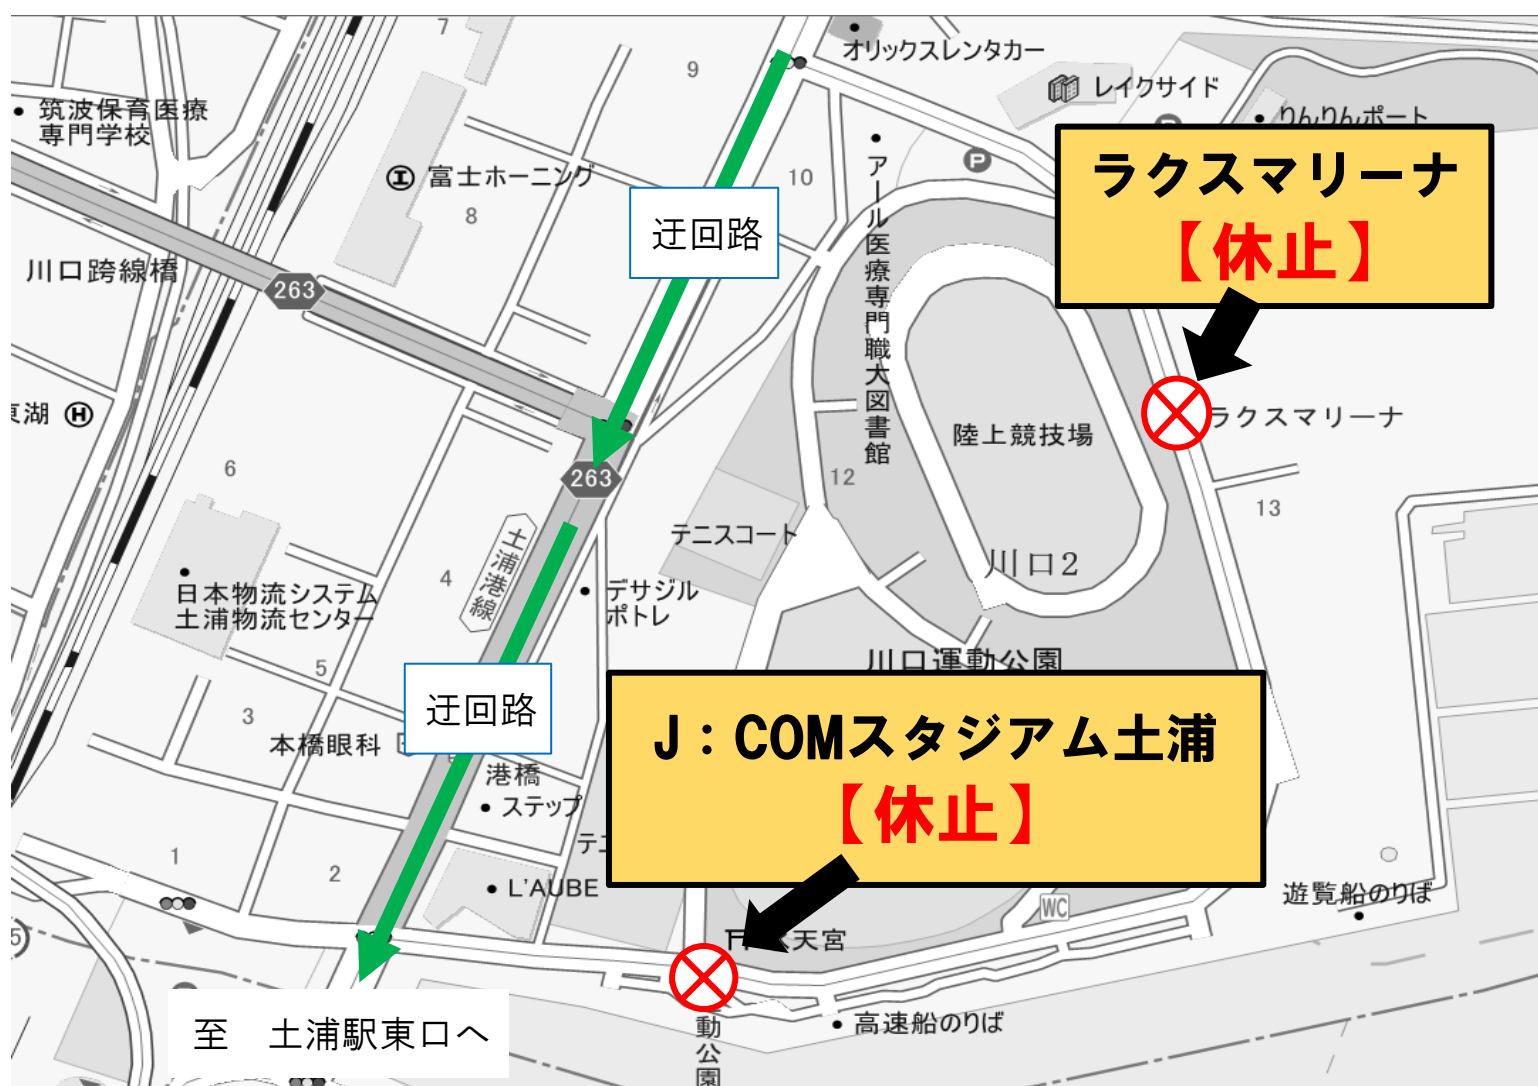 7
オリックスレンタカー
9
レイクサイド
筑波保育医療
専門学校
りんりんポート
P
ラクスマリーナ
【休止】
富士ホーニング
10
8
迂回路
アール医療専門職大図書館
川口跨線橋
263
東湖
H
陸上競技場
ラクスマリーナ
6
263
12
13
テニスコート
土浦港線
川口2
4
日本物流システム
土浦物流センター
デサジル
ポトレ
5
川口運動公園
迂回路
3
本橋眼科
J：COMスタジアム土浦
【休止】
港橋
ステップ
テニ
1
2
L'AUBE
遊覧船のりば
WC
天宮
至　土浦駅東口へ
高速船のりば
動公園